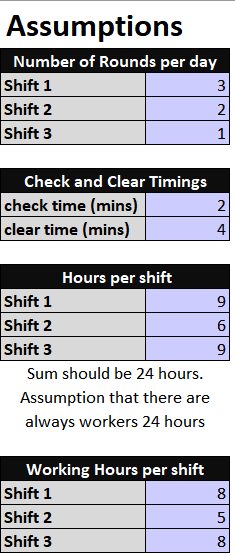 Assumptions
Number of Rounds per day
Shift 1 3
Shift 2 2
Shift 3 1
Check and Clear Timings
check time (mins) 2
clear time (mins) 4
Hours per shift
Shift 1 9
Shift 2 6
Shift 3 9
Sum should be 24 hours.
Assumption that there are
always workers 24 hours
Working Hours per shift
Shift 1 8
Shift 2 5
Shift 3 8